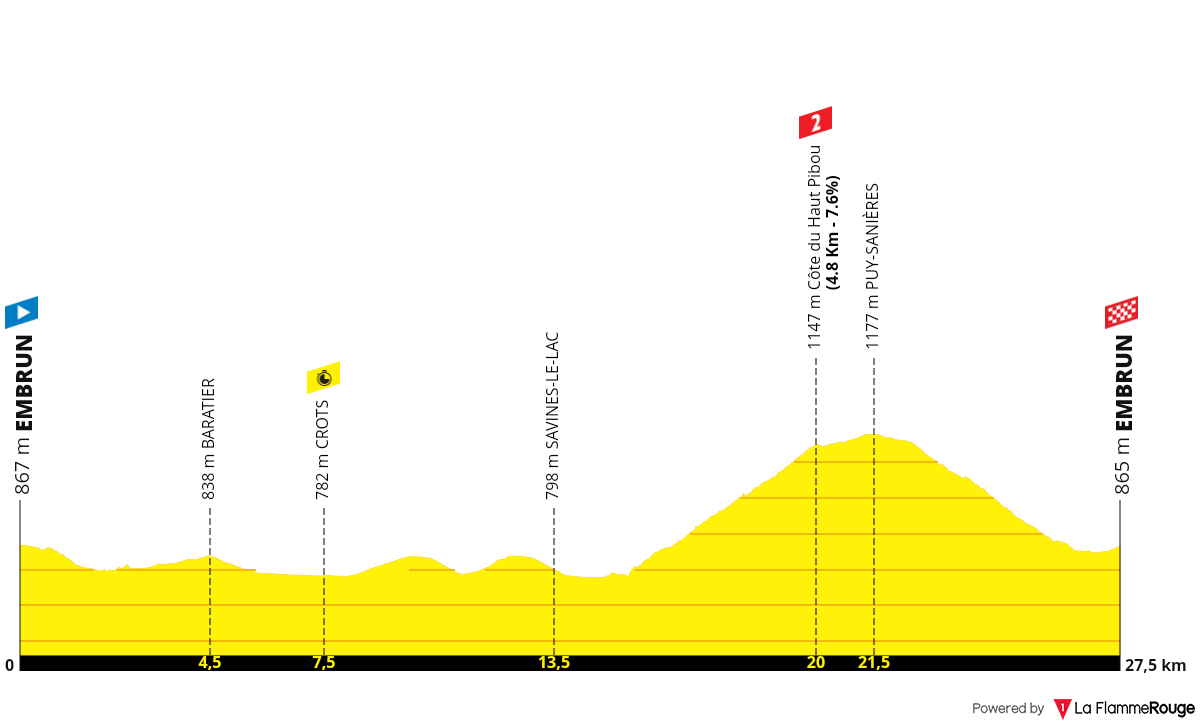 2
1147 m Côte du Haut Pibou
(4.8 Km - 7.6%)
1177 m PUY-SANIÈRES
867 m EMBRUN
838 m BARATIER
782 m CROTS
798 m SAVINES-LE-LAC
865 m EMBRUN
0
4,5
7,5
13,5
20
21,5
27,5 km
Powered by 1 La FlammeRouge